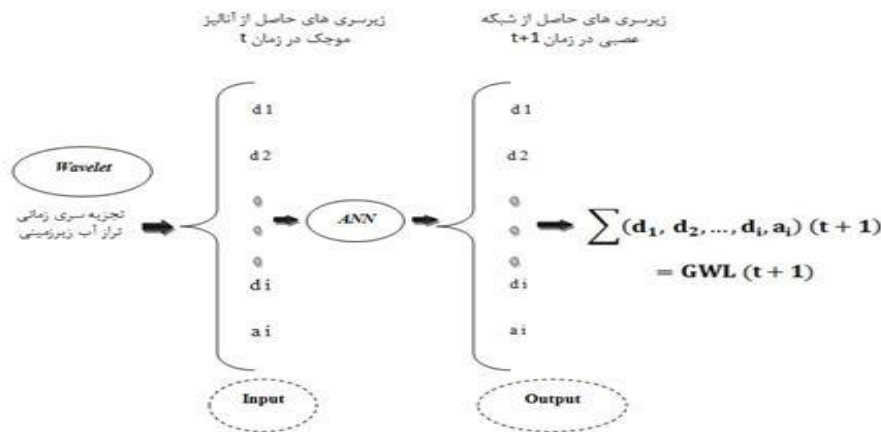 زیرسری های حاصل از آنالیز
موجک در زمان t
زیرسری های حاصل از شبکه
عصبی در زمان t+1
Wavelet
تجزیه سری زمانی
تراز آب زیرزمینی
d1
d2
di
ai
Input
ANN
d1
d2
di
ai
Output
∑(d₁, d₂, ..., dᵢ, aᵢ) (t + 1)
= GWL (t + 1)